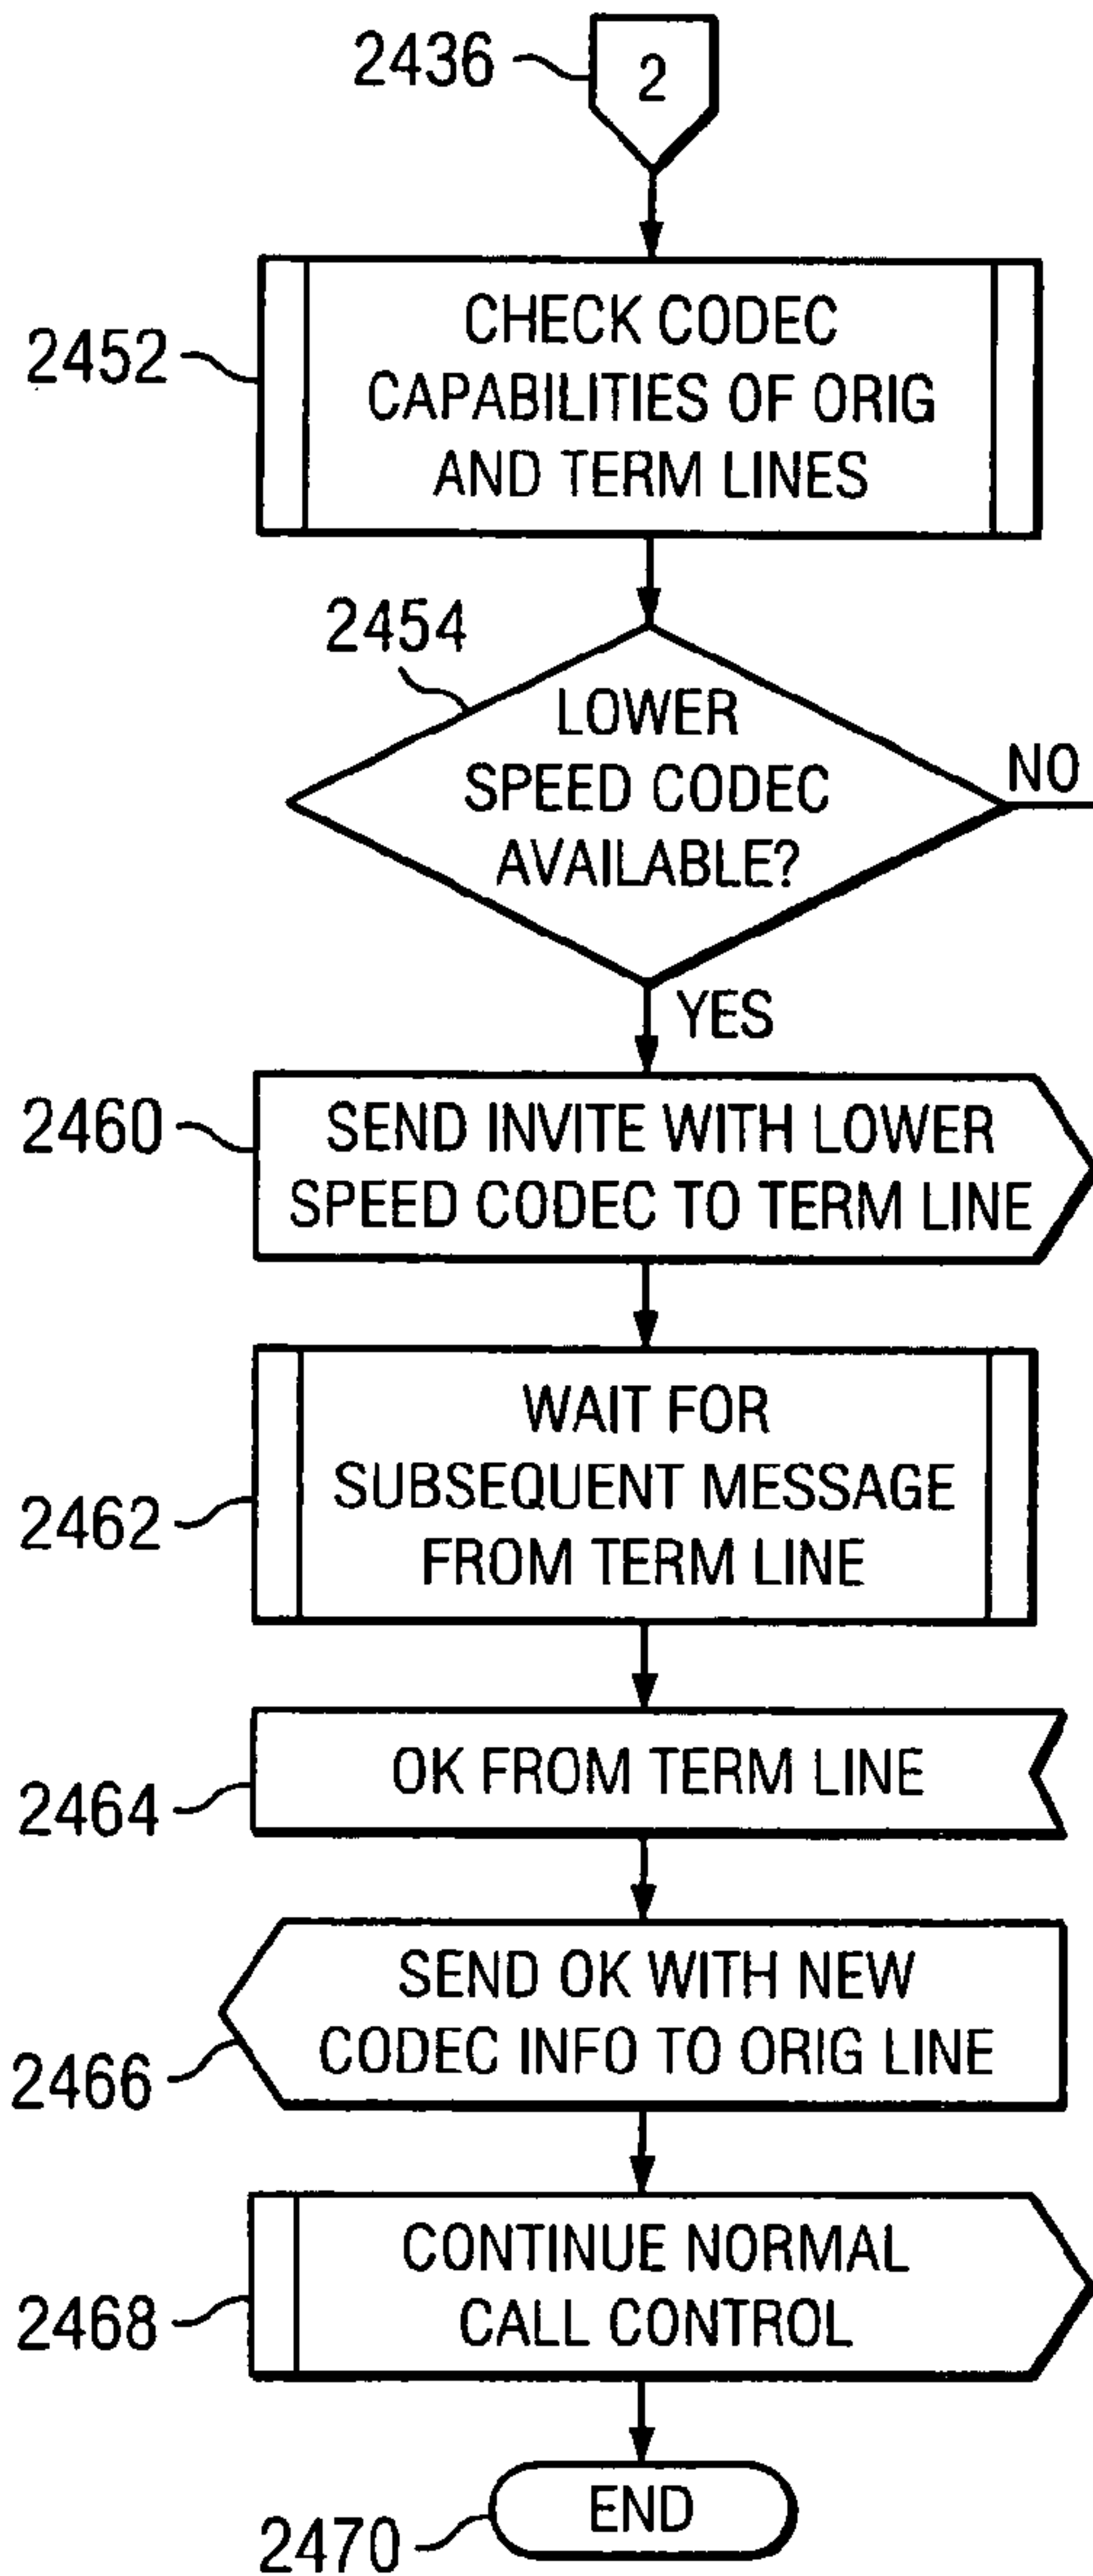 2436
2
2452
CHECK CODEC
CAPABILITIES OF ORIG
AND TERM LINES
2454
LOWER
SPEED CODEC
AVAILABLE?
NO
YES
2460
SEND INVITE WITH LOWER
SPEED CODEC TO TERM LINE
2462
WAIT FOR
SUBSEQUENT MESSAGE
FROM TERM LINE
2464
OK FROM TERM LINE
2466
SEND OK WITH NEW
CODEC INFO TO ORIG LINE
2468
CONTINUE NORMAL
CALL CONTROL
2470
END